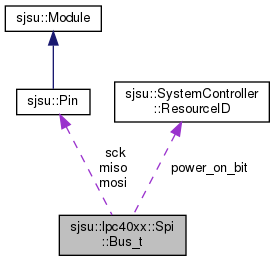 sjsu::Module
sjsu::Pin
sjsu::SystemController
::ResourceID
sck
miso
mosi
power_on_bit
sjsu::lpc40xx::Spi
::Bus_t